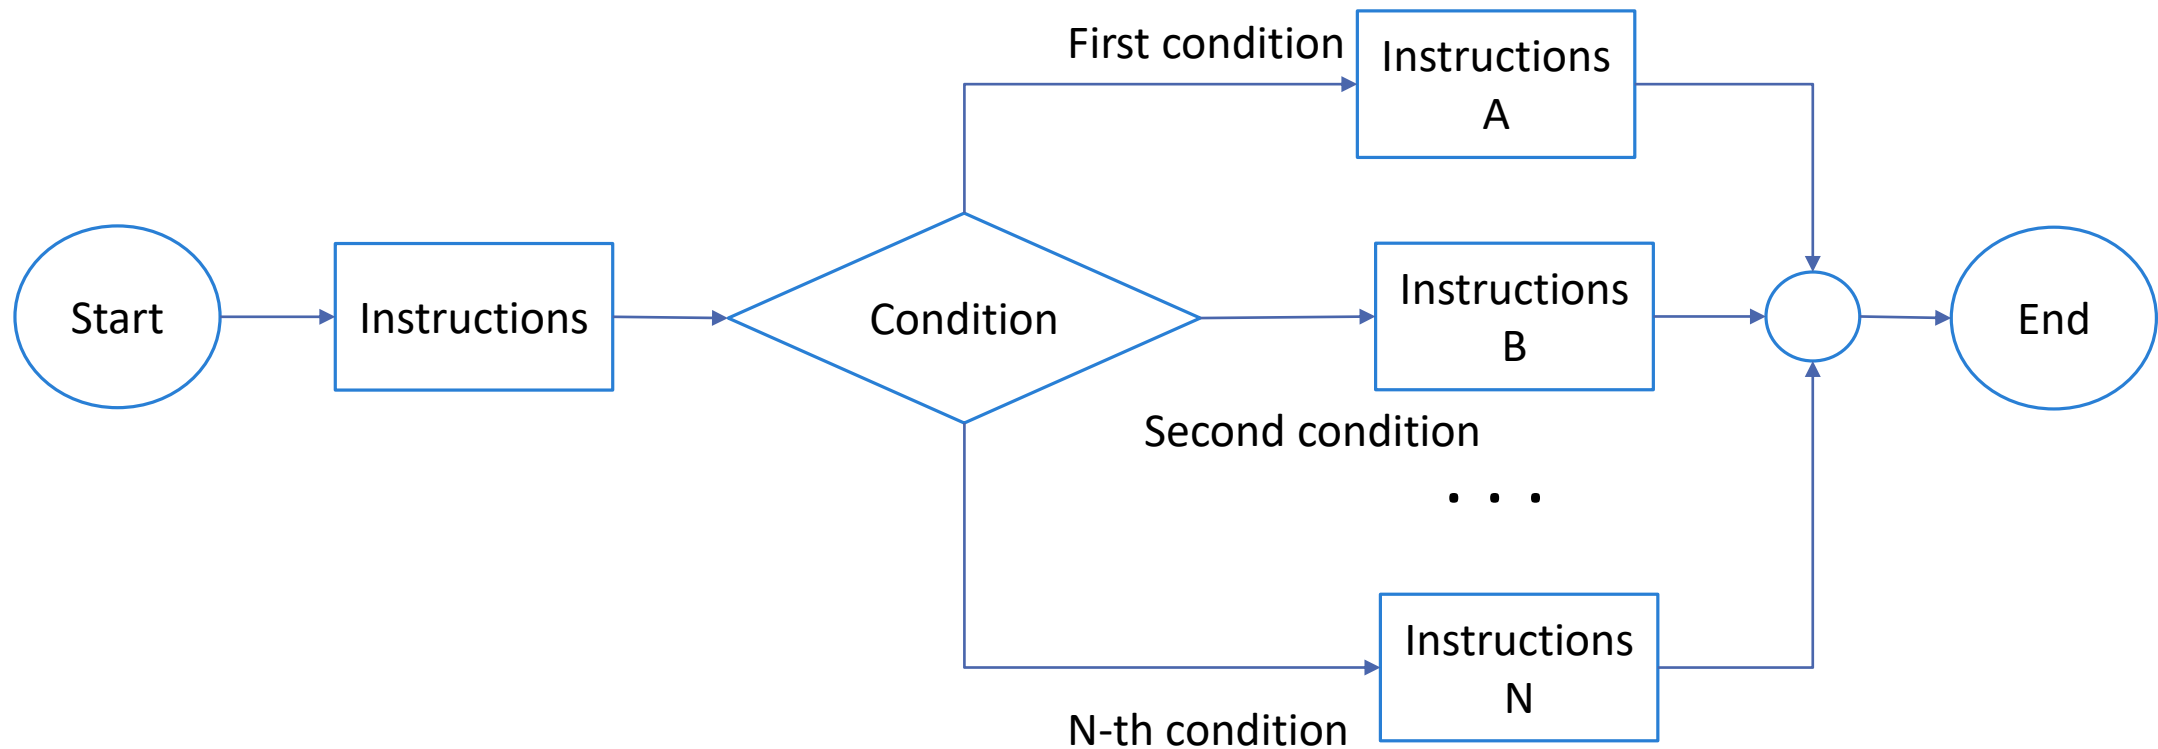 First condition
Instructions
A
Start
Instructions
Condition
Instructions
B
End
Second condition
. . .
Instructions
N
N-th condition